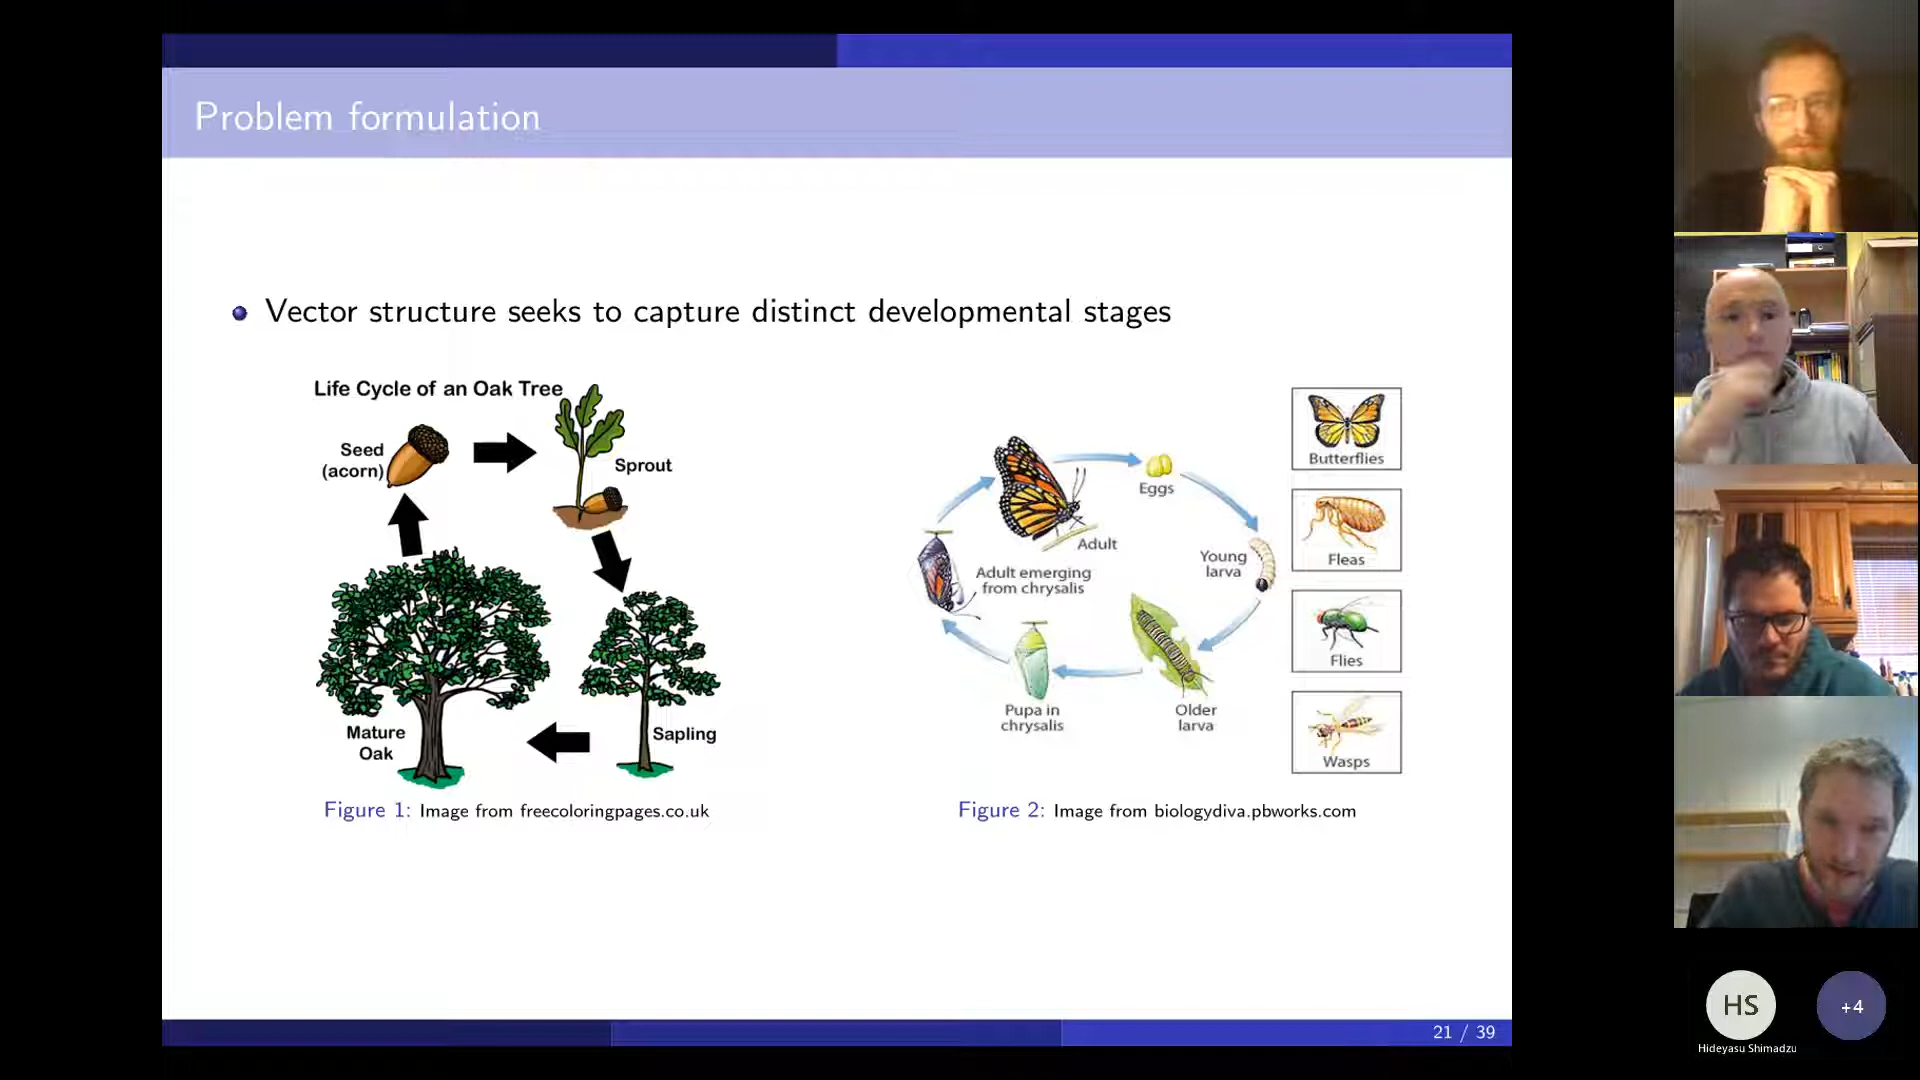 Problem formulation
Vector structure seeks to capture distinct developmental stages
Life Cycle of an Oak Tree
Seed
(acorn)
Sprout
Sapling
Mature
Oak
Figure 1: Image from freecoloringpages.co.uk
Eggs
Young
larva
Older
larva
Pupa in
chrysalis
Adult emerging
from chrysalis
Adult
Butterflies
Fleas
Flies
Wasps
Figure 2: Image from biologydiva.pbworks.com
21 / 39
HS
+4
Hideyasu Shimadzu